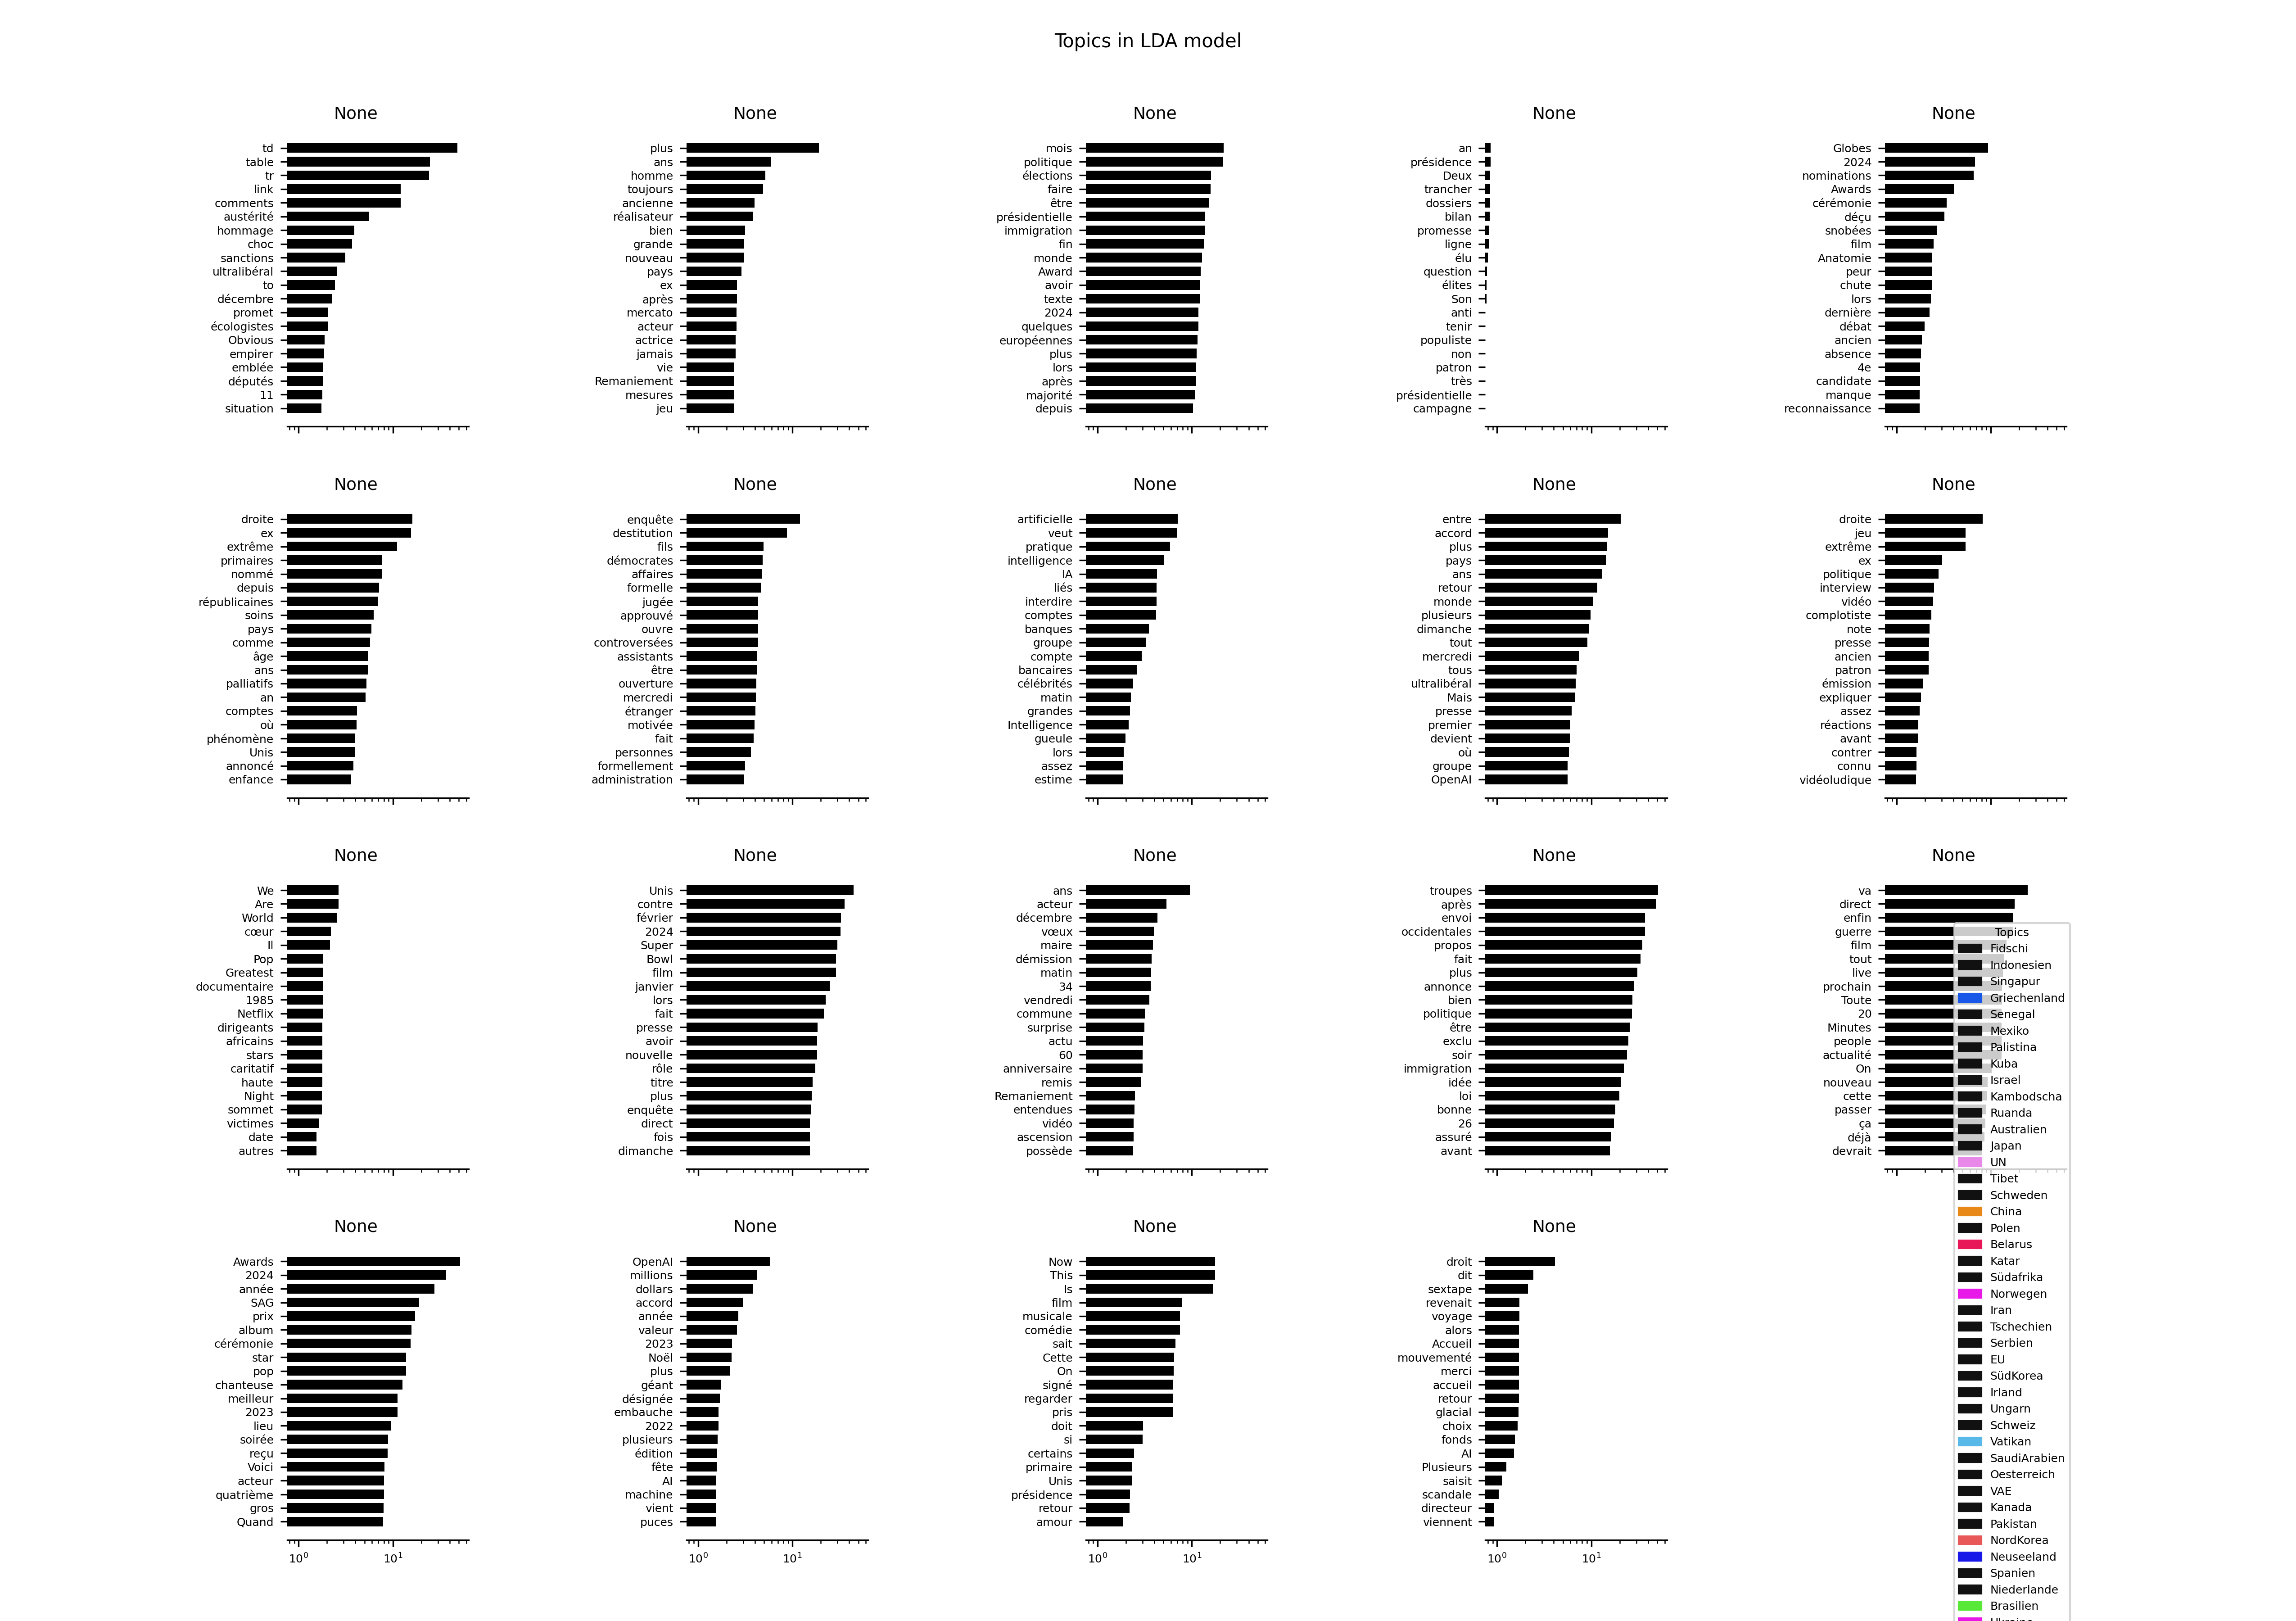 Topics in LDA model
None
td
table
tr
link
comments
austérité
hommage
choc
sanctions
ultralibéral
to
décembre
promet
écologistes
Obvious
empirer
emblée
députés
11
situation
None
plus
ans
homme
toujours
ancienne
réalisateur
bien
grande
nouveau
pays
ex
après
mercato
acteur
actrice
jamais
vie
Remaniement
mesures
jeu
None
mois
politique
élections
faire
être
présidentielle
immigration
fin
monde
Award
avoir
texte
2024
quelques
européennes
plus
lors
après
majorité
depuis
None
an
présidence
Deux
trancher
dossiers
bilan
promesse
ligne
élu
question
élites
Son
anti
tenir
populiste
non
patron
très
présidentielle
campagne
None
Globes
2024
nominations
Awards
cérémonie
déçu
snobées
film
Anatomie
peur
chute
lors
dernière
débat
ancien
absence
4e
candidate
manque
reconnaissance
None
droite
ex
extrême
primaires
nommé
depuis
républicaines
soins
pays
comme
âge
ans
palliatifs
an
comptes
où
phénomène
Unis
annoncé
enfance
None
enquête
destitution
fils
démocrates
affaires
formelle
jugée
approuvé
ouvre
controversées
assistants
être
ouverture
mercredi
étranger
motivée
fait
personnes
formellement
administration
None
artificielle
veut
pratique
intelligence
IA
liés
interdire
comptes
banques
groupe
compte
bancaires
célébrités
matin
grandes
Intelligence
gueule
lors
assez
estime
None
entre
accord
plus
pays
ans
retour
monde
plusieurs
dimanche
tout
mercredi
tous
ultralibéral
Mais
presse
premier
devient
où
groupe
OpenAI
None
droite
jeu
extrême
ex
politique
interview
vidéo
complotiste
note
presse
ancien
patron
émission
expliquer
assez
réactions
avant
contrer
connu
vidéoludique
None
We
Are
World
cœur
Il
Pop
Greatest
documentaire
1985
Netflix
dirigeants
africains
stars
caritatif
haute
Night
sommet
victimes
date
autres
None
Unis
contre
février
2024
Super
Bowl
film
janvier
lors
fait
presse
avoir
nouvelle
rôle
titre
plus
enquête
direct
fois
dimanche
None
ans
acteur
décembre
vœux
maire
démission
matin
34
vendredi
commune
surprise
actu
60
anniversaire
remis
Remaniement
entendues
vidéo
ascension
possède
None
troupes
après
envoi
occidentales
propos
fait
plus
annonce
bien
politique
être
exclu
soir
immigration
idée
loi
bonne
26
assuré
avant
None
va
direct
enfin
guerre
film
tout
live
prochain
Toute
20
Minutes
people
actualité
On
nouveau
cette
passer
ça
déjà
devrait
None
Awards
2024
année
SAG
prix
album
cérémonie
star
pop
chanteuse
meilleur
2023
lieu
soirée
reçu
Voici
acteur
quatrième
gros
Quand
10⁰ 10¹
None
OpenAI
millions
dollars
accord
année
valeur
2023
Noël
plus
géant
désignée
embauche
2022
plusieurs
édition
fête
AI
machine
vient
puces
10⁰ 10¹
None
Now
This
Is
film
musicale
comédie
sait
Cette
On
signé
regarder
pris
doit
si
certains
primaire
Unis
présidence
retour
amour
10⁰ 10¹
None
droit
dit
sextape
revenait
voyage
alors
Accueil
mouvementé
merci
accueil
retour
glacial
choix
fonds
AI
Plusieurs
saisit
scandale
directeur
viennent
10⁰ 10¹
Topics
Fidschi
Indonesien
Singapur
Griechenland
Senegal
Mexiko
Palistina
Kuba
Israel
Kambodscha
Ruanda
Australien
Japan
UN
Tibet
Schweden
China
Polen
Belarus
Katar
Südafrika
Norwegen
Iran
Tschechien
Serbien
EU
SüdKorea
Irland
Ungarn
Schweiz
Vatikan
SaudiArabien
Oesterreich
VAE
Kanada
Pakistan
NordKorea
Neuseeland
Spanien
Niederlande
Brasilien